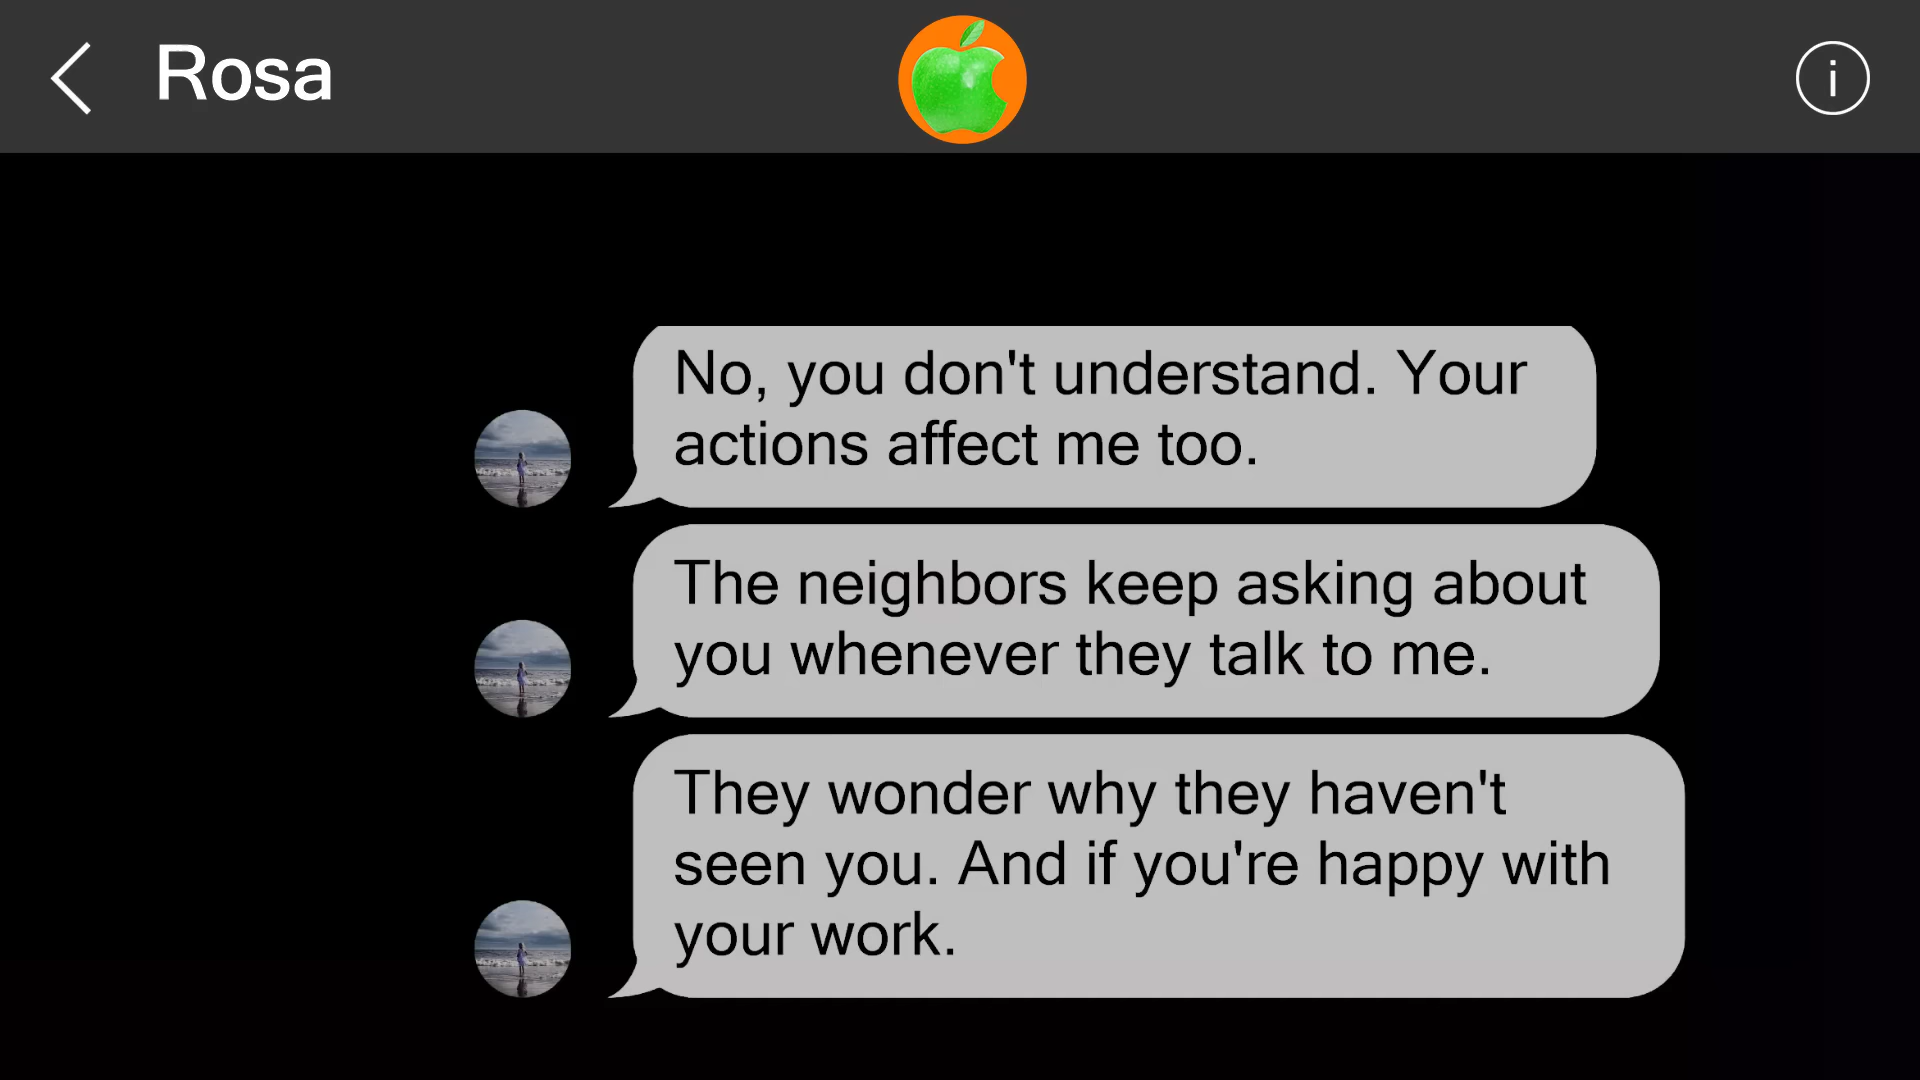 Rosa
i
No, you don't understand. Your
actions affect me too.
The neighbors keep asking about
you whenever they talk to me.
They wonder why they haven't
seen you. And if you're happy with
your work.